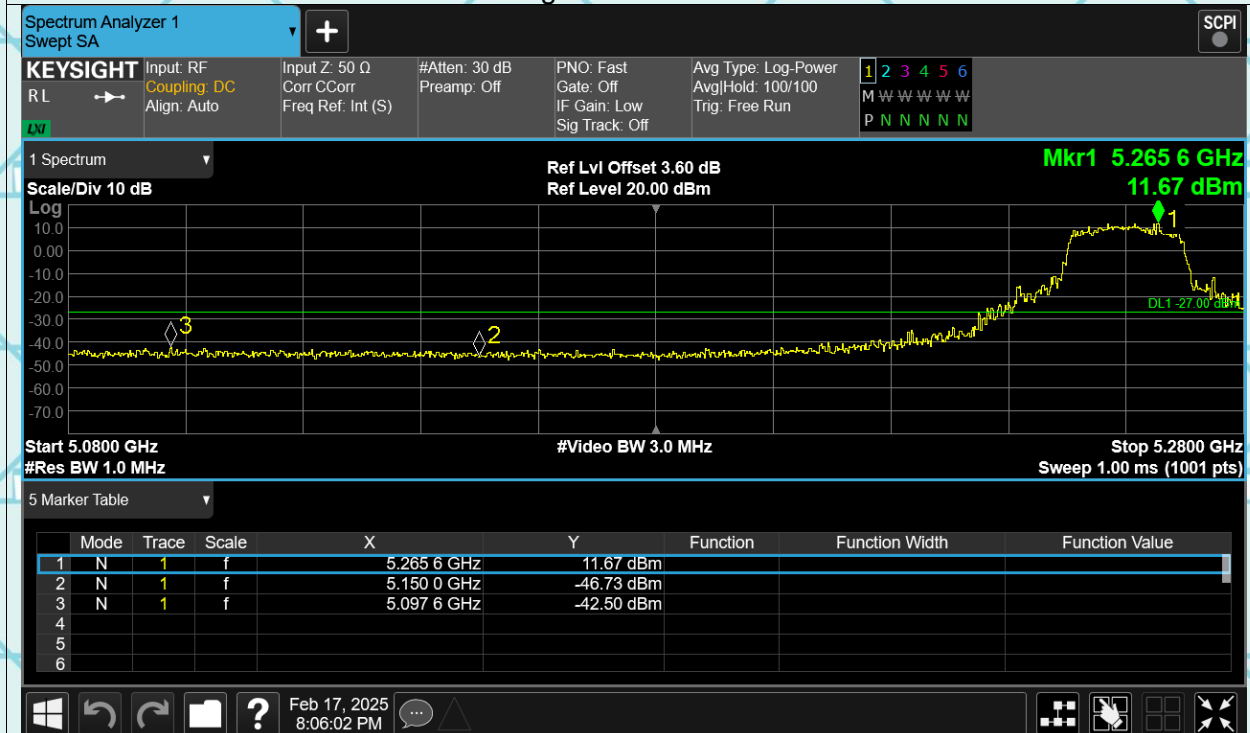 Spectrum Analyzer 1
Swept SA
+
SCPI
KEYSIGHT
R L
LXI
Input: RF
Coupling: DC
Align: Auto
Input Z: 50 Ω
Corr CCorr
Freq Ref: Int (S)
#Atten: 30 dB
Preamp: Off
PNO: Fast
Gate: Off
IF Gain: Low
Sig Track: Off
Avg Type: Log-Power
Avg|Hold: 100/100
Trig: Free Run
1 2 3 4 5 6
M W W W W W
P N N N N N
1 Spectrum
Scale/Div 10 dB
Ref Lvl Offset 3.60 dB
Ref Level 20.00 dBm
Mkr1 5.265 6 GHz
11.67 dBm
Log
10.0
0.00
-10.0
-20.0
-30.0
-40.0
-50.0
-60.0
-70.0
1
DL1 -27.00 dBm
3
2
Start 5.0800 GHz
#Video BW 3.0 MHz
Stop 5.2800 GHz
#Res BW 1.0 MHz
Sweep 1.00 ms (1001 pts)
5 Marker Table
Mode Trace Scale X Y Function Function Width Function Value
1 N 1 f 5.265 6 GHz 11.67 dBm
2 N 1 f 5.150 0 GHz -46.73 dBm
3 N 1 f 5.097 6 GHz -42.50 dBm
4
5
6
?
Feb 17, 2025
8:06:02 PM